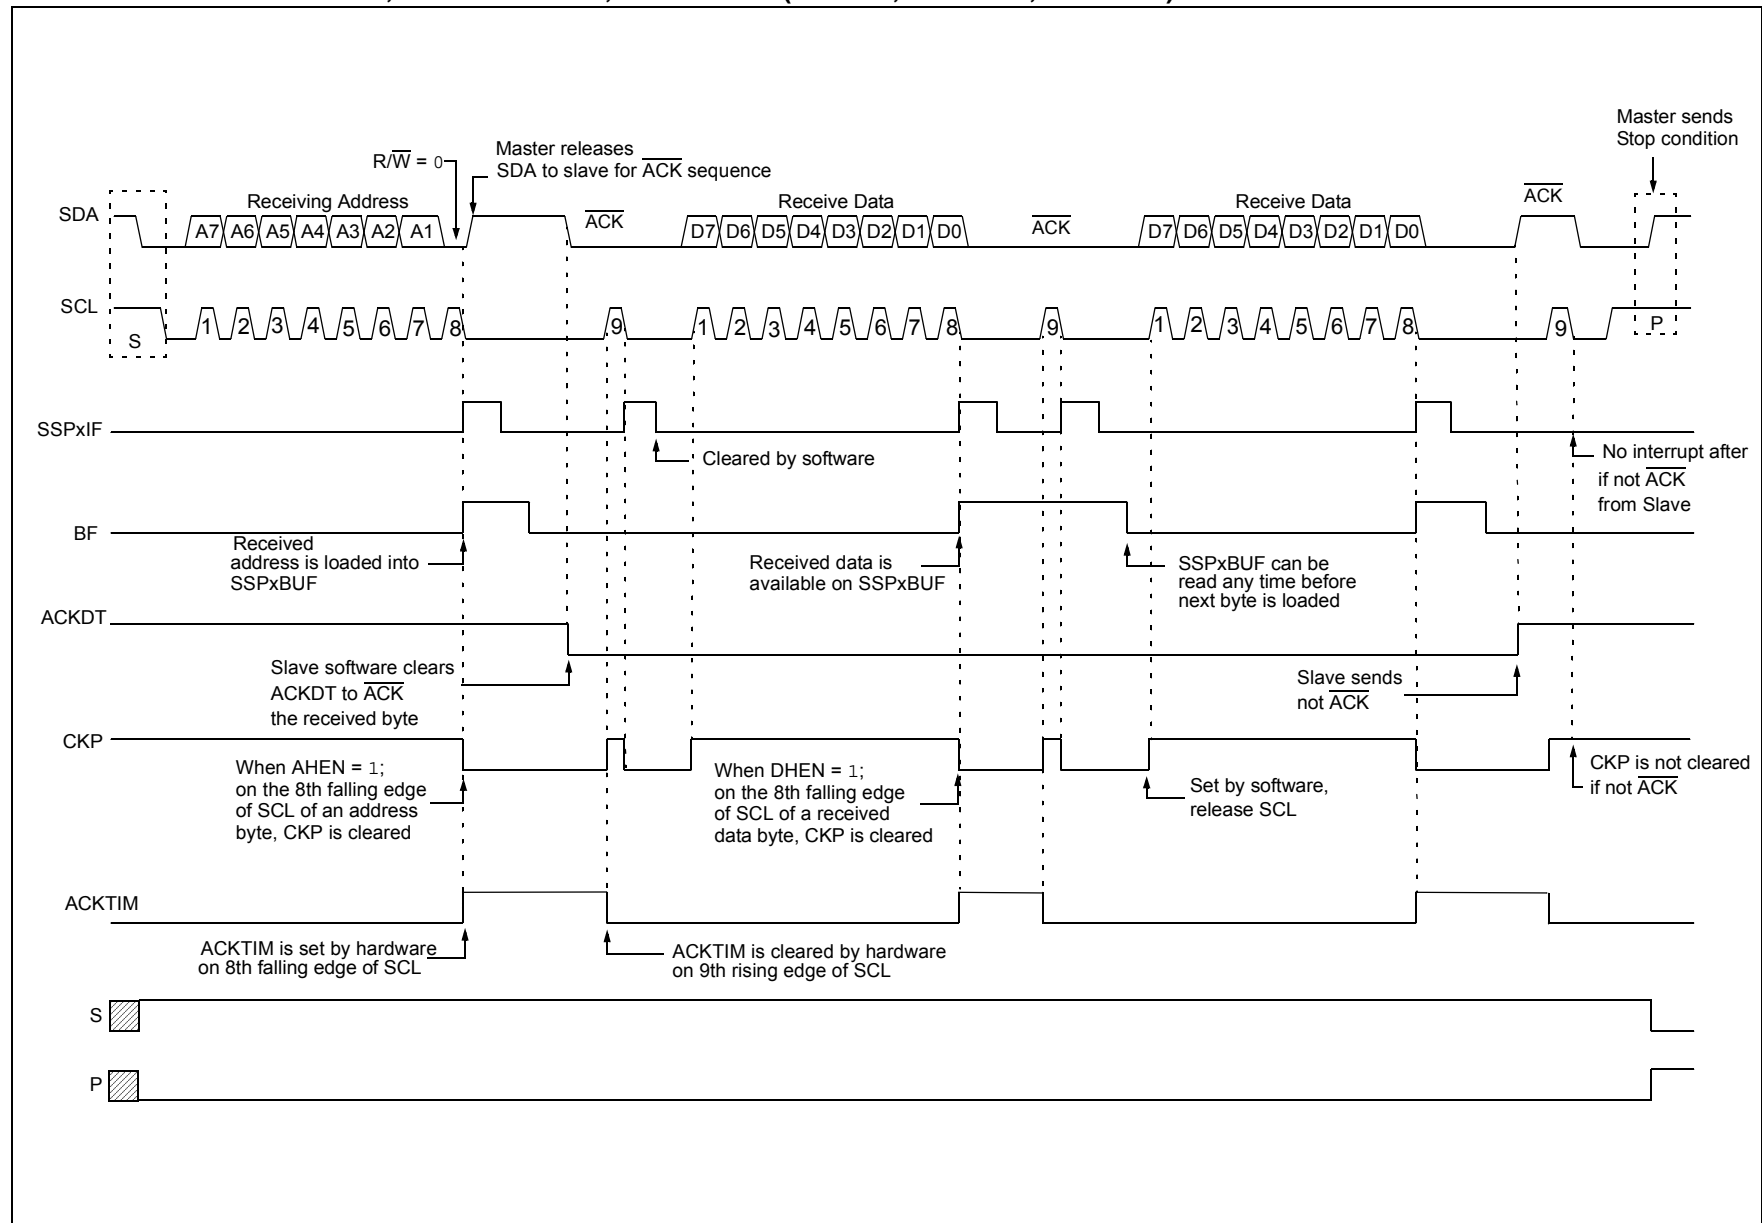 Master sends
Stop condition
R/W = 0
Master releases
SDA to slave for ACK sequence
SDA
Receiving Address
ACK
Receive Data
ACK
Receive Data
ACK
A7 A6 A5 A4 A3 A2 A1
D7 D6 D5 D4 D3 D2 D1 D0
D7 D6 D5 D4 D3 D2 D1 D0
SCL
S
1 2 3 4 5 6 7 8 9
1 2 3 4 5 6 7 8 9
1 2 3 4 5 6 7 8 9
P
SSPxIF
Cleared by software
No interrupt after
if not ACK
from Slave
BF
Received
address is loaded into
SSPxBUF
Received data is
available on SSPxBUF
SSPxBUF can be
read any time before
next byte is loaded
ACKDT
Slave software clears
ACKDT to ACK
the received byte
Slave sends
not ACK
CKP
When AHEN = 1;
on the 8th falling edge
of SCL of an address
byte, CKP is cleared
When DHEN = 1;
on the 8th falling edge
of SCL of a received
data byte, CKP is cleared
Set by software,
release SCL
CKP is not cleared
if not ACK
ACKTIM
ACKTIM is set by hardware
on 8th falling edge of SCL
ACKTIM is cleared by hardware
on 9th rising edge of SCL
S
P